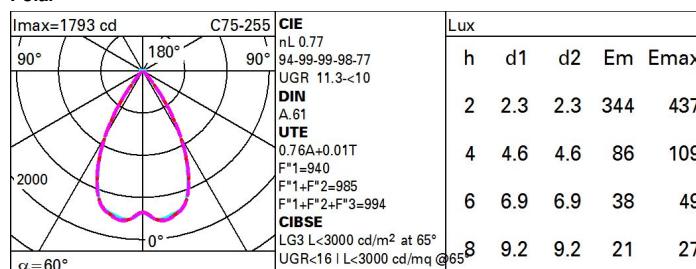 Imax=1793 cd C75-255
90° 180° 90°
2000
0°
α=60°
CIE
nL 0.77
94-99-99-98-77
UGR 11.3-<10
DIN
A.61
UTE
0.76A+0.01T
F"1=940
F"1+F"2=985
F"1+F"2+F"3=994
CIBSE
LG3 L<3000 cd/m² at 65°
UGR<16 | L<3000 cd/mq @65°
Lux
h d1 d2 Em Emax
2 2.3 2.3 344 437
4 4.6 4.6 86 109
6 6.9 6.9 38 49
8 9.2 9.2 21 27